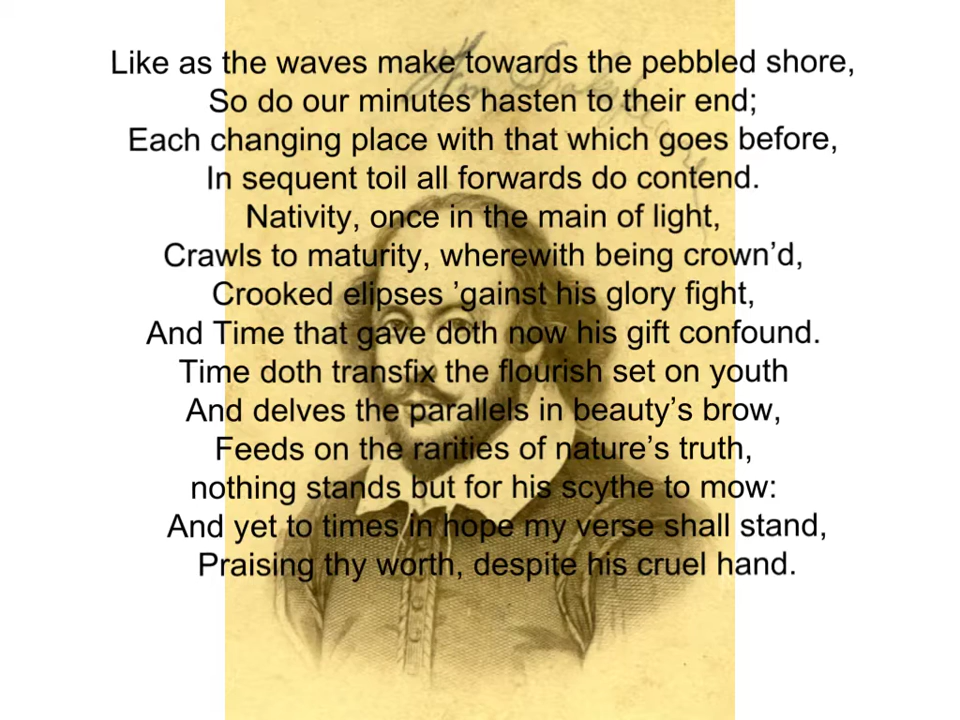 Like as the waves make towards the pebbled shore,
So do our minutes hasten to their end;
Each changing place with that which goes before,
In sequent toil all forwards do contend.
Nativity, once in the main of light,
Crawls to maturity, wherewith being crown’d,
Crooked elipses ’gainst his glory fight,
And Time that gave doth now his gift confound.
Time doth transfix the flourish set on youth
And delves the parallels in beauty’s brow,
Feeds on the rarities of nature’s truth,
nothing stands but for his scythe to mow:
And yet to times in hope my verse shall stand,
Praising thy worth, despite his cruel hand.